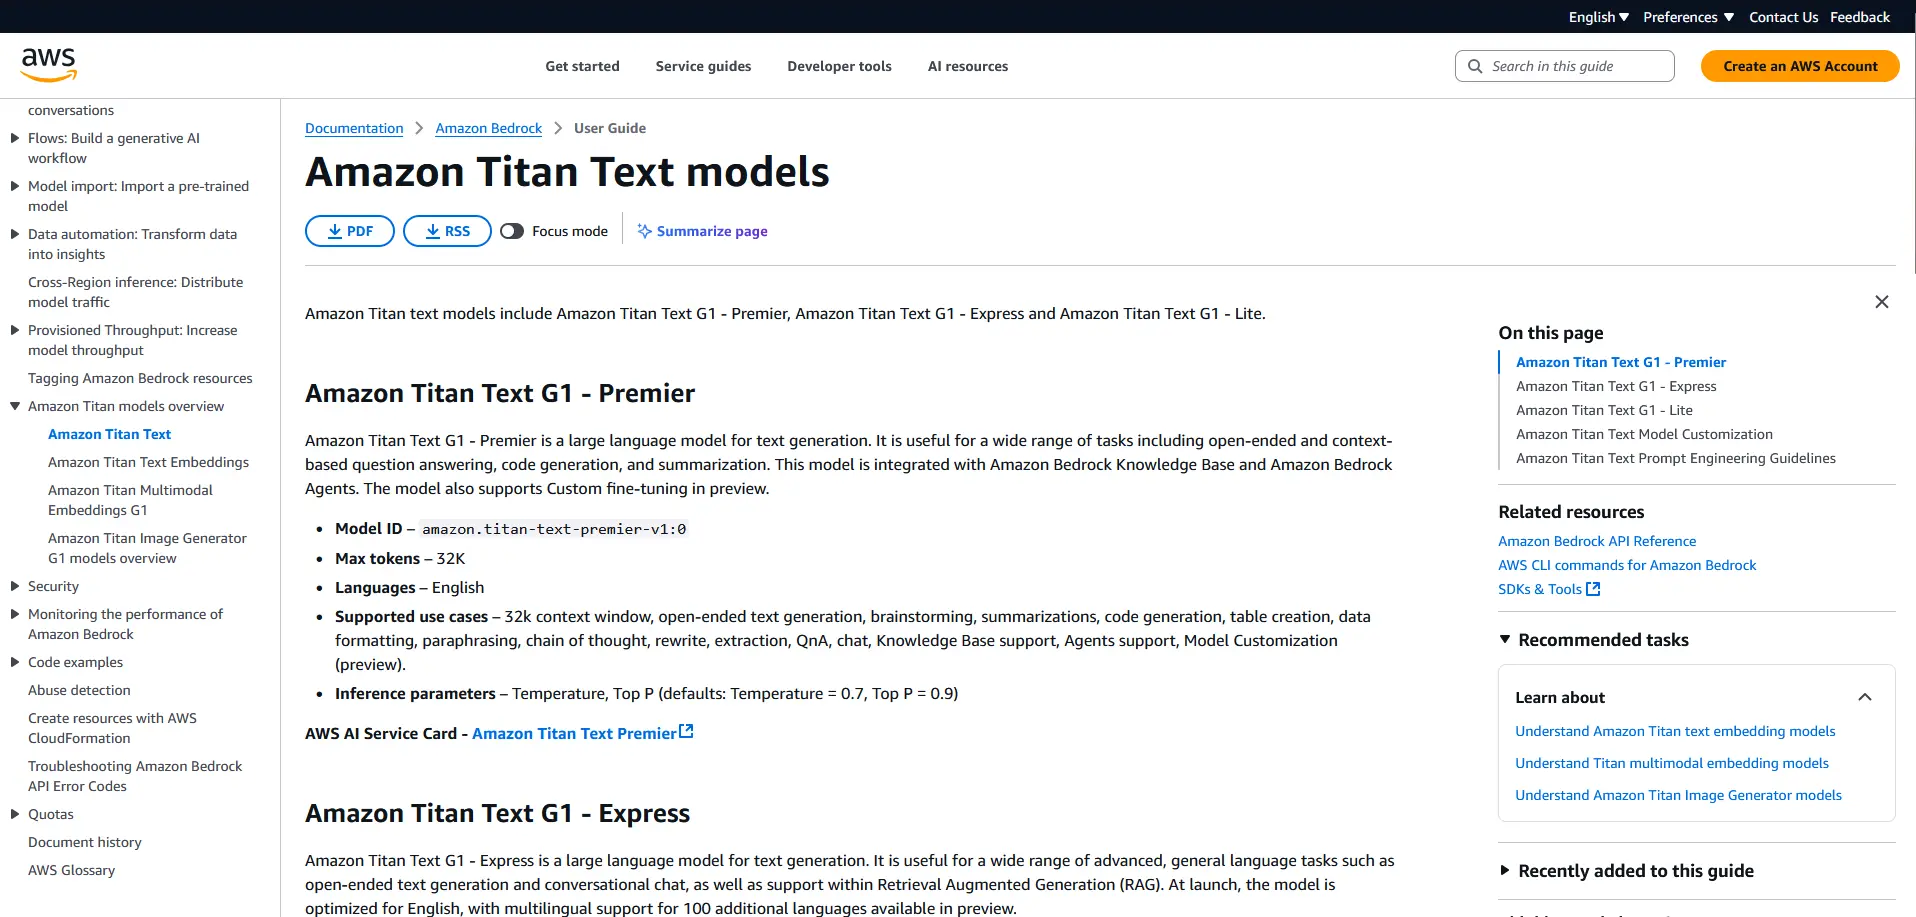 English Preferences Contact Us Feedback
aws
Get started Service guides Developer tools AI resources
Search in this guide
Create an AWS Account
conversations
Flows: Build a generative AI
workflow
Model import: Import a pre-trained
model
Data automation: Transform data
into insights
Cross-Region inference: Distribute
model traffic
Provisioned Throughput: Increase
model throughput
Tagging Amazon Bedrock resources
Amazon Titan models overview
Amazon Titan Text
Amazon Titan Text Embeddings
Amazon Titan Multimodal
Embeddings G1
Amazon Titan Image Generator
G1 models overview
Security
Monitoring the performance of
Amazon Bedrock
Code examples
Abuse detection
Create resources with AWS
CloudFormation
Troubleshooting Amazon Bedrock
API Error Codes
Quotas
Document history
AWS Glossary
Documentation > Amazon Bedrock > User Guide
Amazon Titan Text models
PDF RSS Focus mode Summarize page
Amazon Titan text models include Amazon Titan Text G1 - Premier, Amazon Titan Text G1 - Express and Amazon Titan Text G1 - Lite.
Amazon Titan Text G1 - Premier
Amazon Titan Text G1 - Premier is a large language model for text generation. It is useful for a wide range of tasks including open-ended and context-
based question answering, code generation, and summarization. This model is integrated with Amazon Bedrock Knowledge Base and Amazon Bedrock
Agents. The model also supports Custom fine-tuning in preview.
• Model ID – amazon.titan-text-premier-v1:0
• Max tokens – 32K
• Languages – English
• Supported use cases – 32k context window, open-ended text generation, brainstorming, summarizations, code generation, table creation, data
formatting, paraphrasing, chain of thought, rewrite, extraction, QnA, chat, Knowledge Base support, Agents support, Model Customization
(preview).
• Inference parameters – Temperature, Top P (defaults: Temperature = 0.7, Top P = 0.9)
AWS AI Service Card - Amazon Titan Text Premier
Amazon Titan Text G1 - Express
Amazon Titan Text G1 - Express is a large language model for text generation. It is useful for a wide range of advanced, general language tasks such as
open-ended text generation and conversational chat, as well as support within Retrieval Augmented Generation (RAG). At launch, the model is
optimized for English, with multilingual support for 100 additional languages available in preview.
On this page
Amazon Titan Text G1 - Premier
Amazon Titan Text G1 - Express
Amazon Titan Text G1 - Lite
Amazon Titan Text Model Customization
Amazon Titan Text Prompt Engineering Guidelines
Related resources
Amazon Bedrock API Reference
AWS CLI commands for Amazon Bedrock
SDKs & Tools
Recommended tasks
Learn about
Understand Amazon Titan text embedding models
Understand Titan multimodal embedding models
Understand Amazon Titan Image Generator models
Recently added to this guide